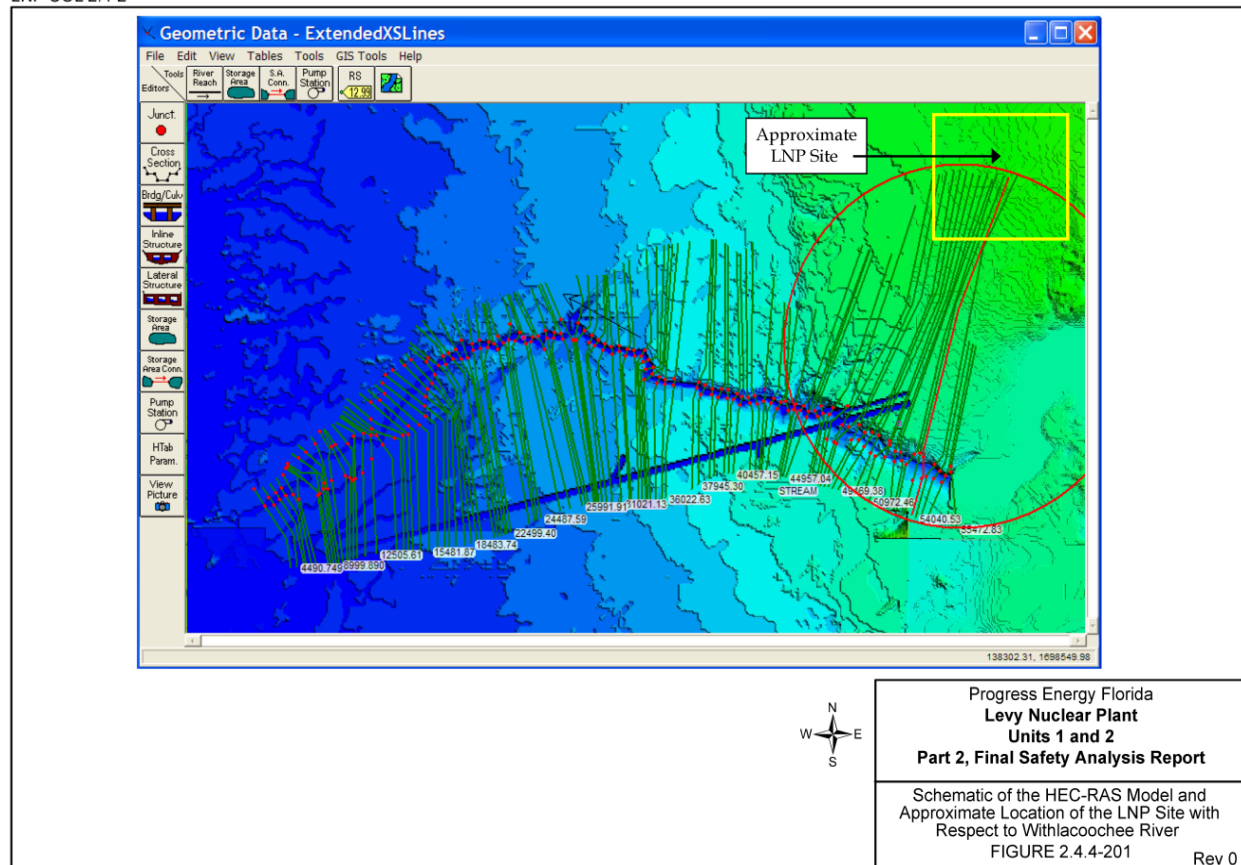 Geometric Data - ExtendedXSLines
File Edit View Tables Tools GIS Tools Help
Tools
Editors
River Reach
Storage Area
S.A. Conn.
Pump Station
RS
12.99
Junct.
Cross Section
Brdg/Culv
Inline Structure
Lateral Structure
Storage Area
Storage Area Conn.
Pump Station
HTab Param.
View Picture
Approximate
LNP Site
4490.749
8999.890
12505.61
15481.87
18483.74
22499.40
24487.59
25991.91
31021.13
36022.63
37945.30
40457.15
STREAM
44957.04
49469.38
50972.46
54040.53
55472.83
138302.31, 1698549.98
N
W
E
S
Progress Energy Florida
Levy Nuclear Plant
Units 1 and 2
Part 2, Final Safety Analysis Report
Schematic of the HEC-RAS Model and
Approximate Location of the LNP Site with
Respect to Withlacoochee River
FIGURE 2.4.4-201
Rev 0